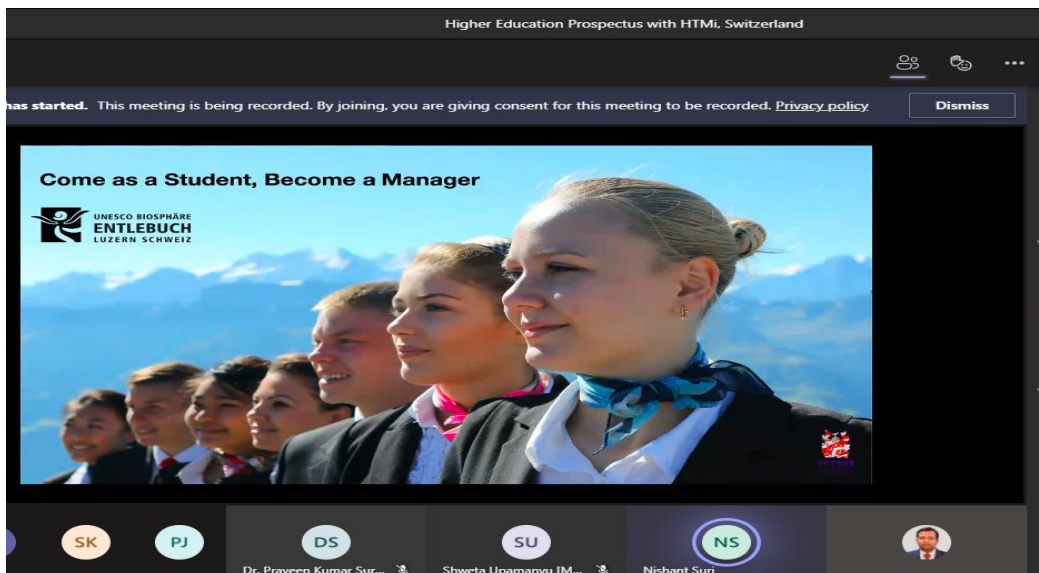 Higher Education Prospectus with HTMi, Switzerland
has started. This meeting is being recorded. By joining, you are giving consent for this meeting to be recorded. Privacy policy
Dismiss
Come as a Student, Become a Manager
UNESCO BIOSPHÄRE
ENTLEBUCH
LUZERN SCHWEIZ
SK
PJ
DS
SU
NS
Dr. Praveen Kumar Sur...
Shweta Upamanyu [M...
Nishant Suri